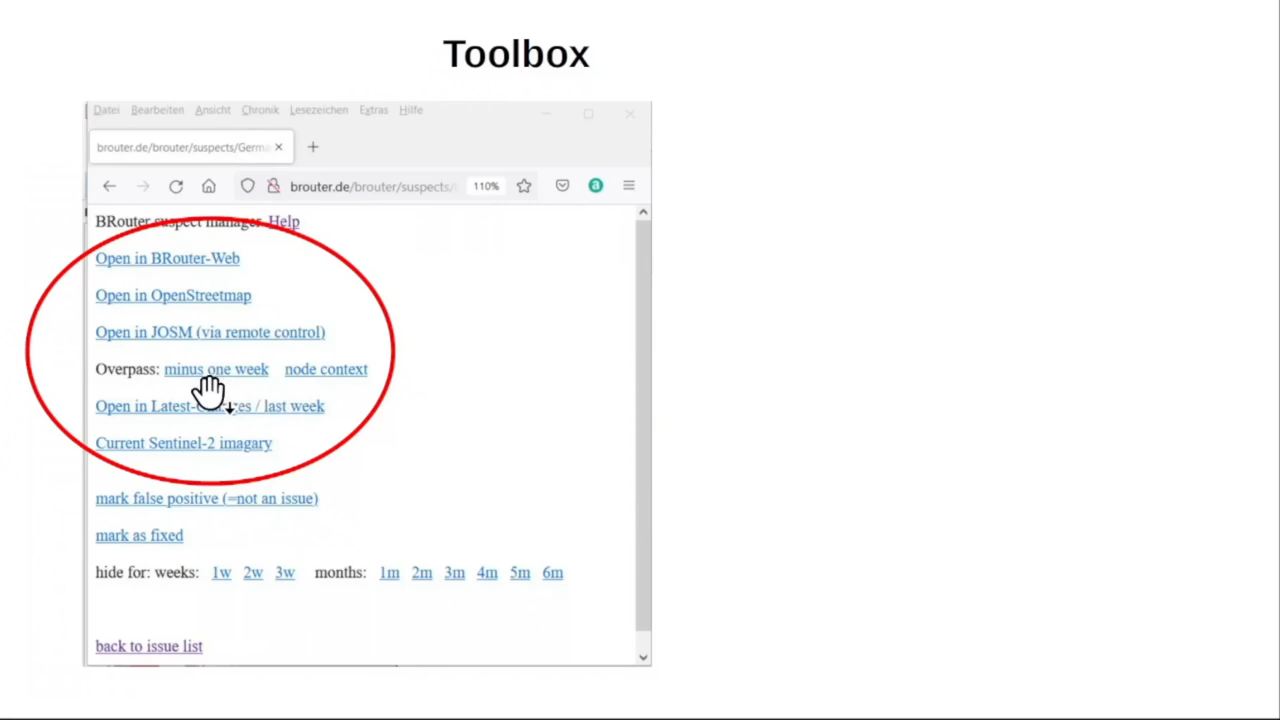 Toolbox
Datei Bearbeiten Ansicht Chronik Lesezeichen Extras Hilfe
brouter.de/brouter/suspects/Germa
brouter.de/brouter/suspects/ 110%
BRouter suspect manager. Help
Open in BRouter-Web
Open in OpenStreetmap
Open in JOSM (via remote control)
Overpass: minus one week node context
Open in Latest-Changes / last week
Current Sentinel-2 imagary
mark false positive (=not an issue)
mark as fixed
hide for: weeks: 1w 2w 3w months: 1m 2m 3m 4m 5m 6m
back to issue list